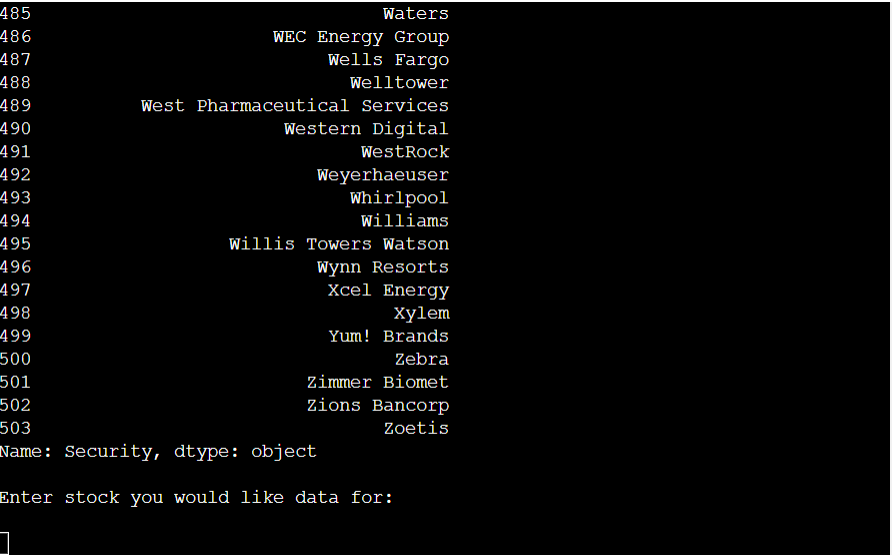 485 Waters
486 WEC Energy Group
487 Wells Fargo
488 Welltower
489 West Pharmaceutical Services
490 Western Digital
491 WestRock
492 Weyerhaeuser
493 Whirlpool
494 Williams
495 Willis Towers Watson
496 Wynn Resorts
497 Xcel Energy
498 Xylem
499 Yum! Brands
500 Zebra
501 Zimmer Biomet
502 Zions Bancorp
503 Zoetis
Name: Security, dtype: object
Enter stock you would like data for: